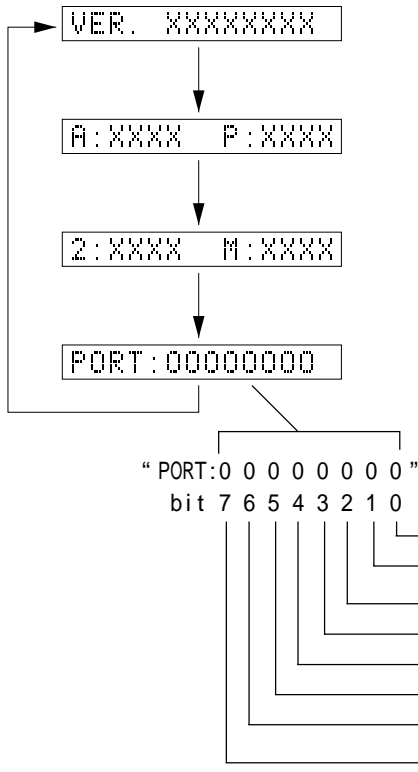 VER. XXXXXXXX
A:XXXX P:XXXX
2:XXXX M:XXXX
PORT:00000000
“ PORT:0 0 0 0 0 0 0 0 ”
bit 7 6 5 4 3 2 1 0